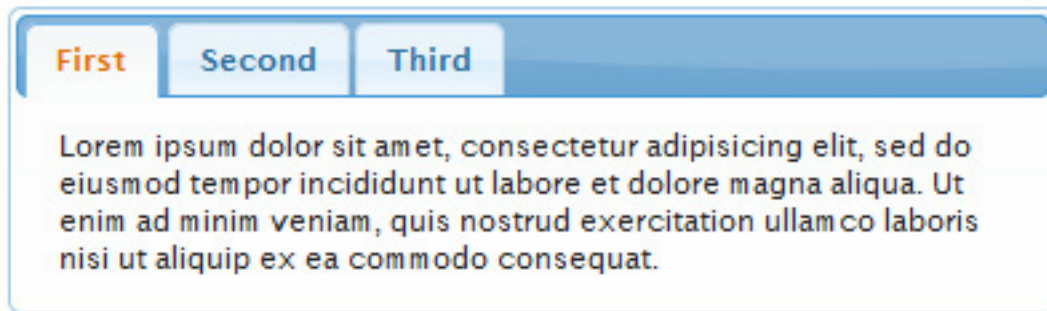 First Second Third
Lorem ipsum dolor sit amet, consectetur adipisicing elit, sed do
eiusmod tempor incididunt ut labore et dolore magna aliqua. Ut
enim ad minim veniam, quis nostrud exercitation ullamco laboris
nisi ut aliquip ex ea commodo consequat.